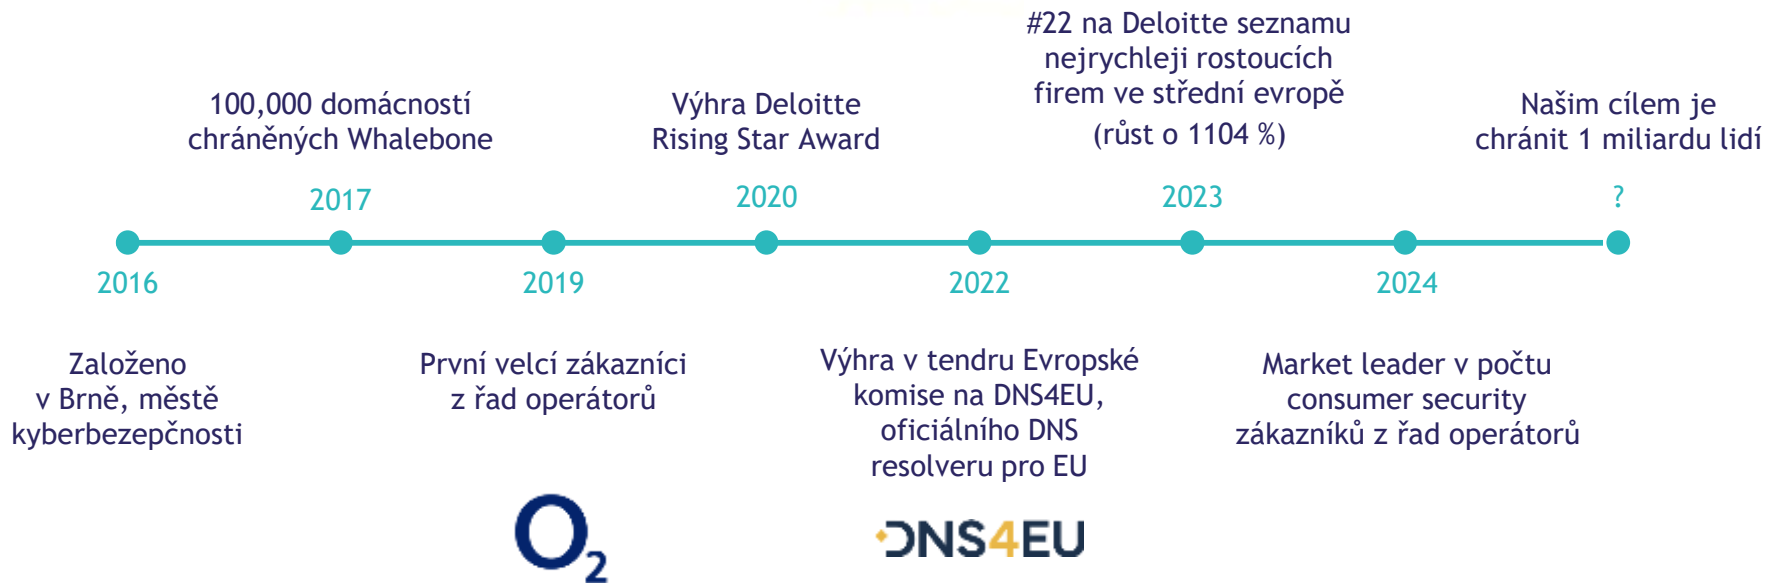 100,000 domácností
chráněných Whalebone
Výhra Deloitte
Rising Star Award
#22 na Deloitte seznamu
nejrychleji rostoucích
firem ve střední evropě
(růst o 1104 %)
Našim cílem je
chránit 1 miliardu lidí
2017
2020
2023
?
2016
2019
2022
2024
Založeno
v Brně, městě
kyberbezepčnosti
První velcí zákazníci
z řad operátorů
Výhra v tendru Evropské
komise na DNS4EU,
oficiálního DNS
resolveru pro EU
Market leader v počtu
consumer security
zákazníků z řad operátorů
O2
DNS4EU